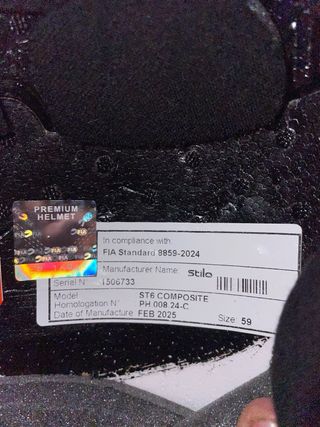 PREMIUM
HELMET
In compliance with
FIA Standard 8859-2024
Manufacturer Name: Stilo
Serial N° 1506733
Model ST6 COMPOSITE
Homologation N° PH.008.24-C
Date of Manufacture FEB 2025
Size: 59